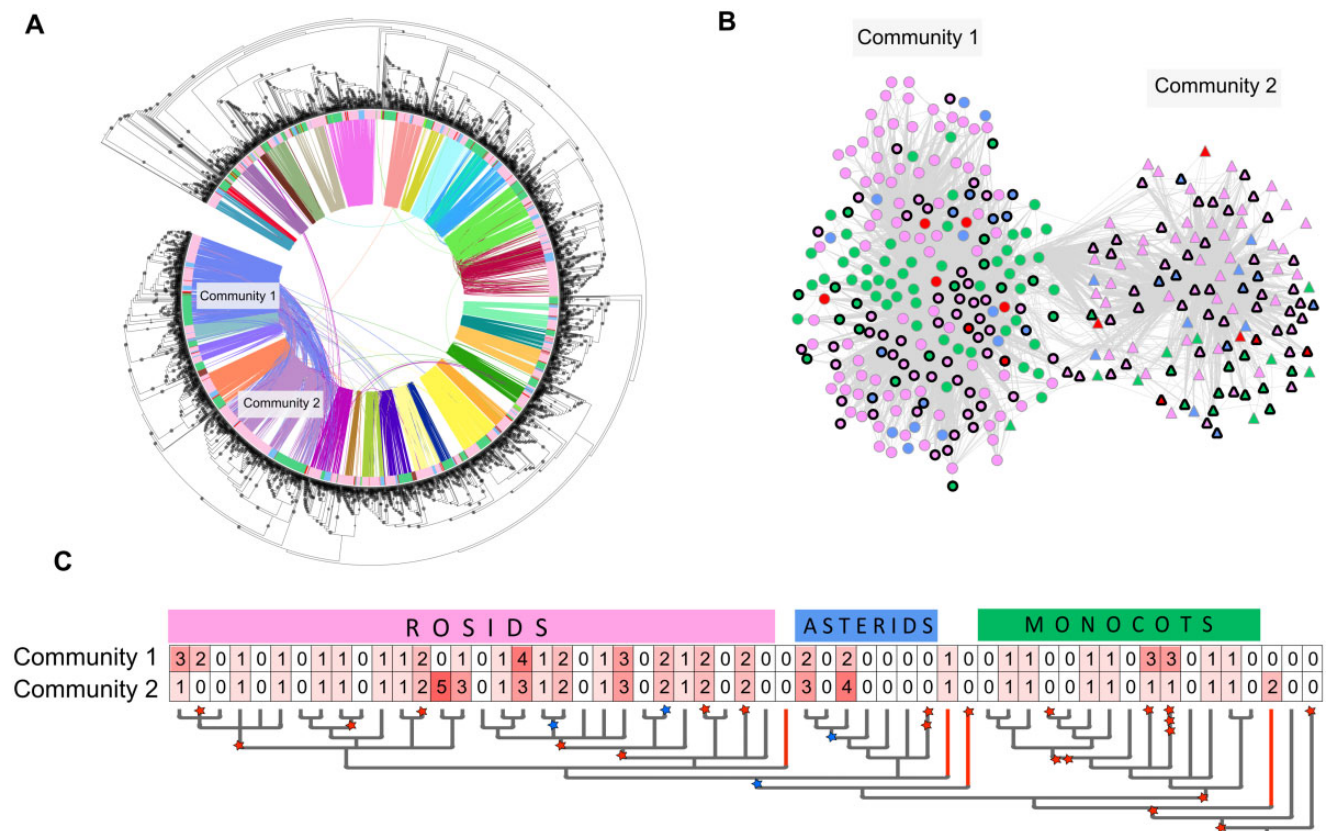 A
Community 1
Community 2
B
Community 1
Community 2
C
ROSIDS ASTERIDS MONOCOTS
Community 1 3 2 0 1 0 1 0 1 1 0 1 1 2 0 1 0 1 4 1 2 0 1 3 0 2 1 2 0 2 0 0 2 0 2 0 0 0 0 1 0 0 1 1 0 1 0 0 3 3 0 1 1 0 0 0 0
Community 2 1 0 0 1 0 1 0 1 1 0 1 1 2 5 3 0 1 3 1 2 0 1 3 0 2 1 2 0 2 0 0 3 0 4 0 0 0 0 1 0 0 1 1 0 1 0 0 1 1 0 1 1 0 2 0 0